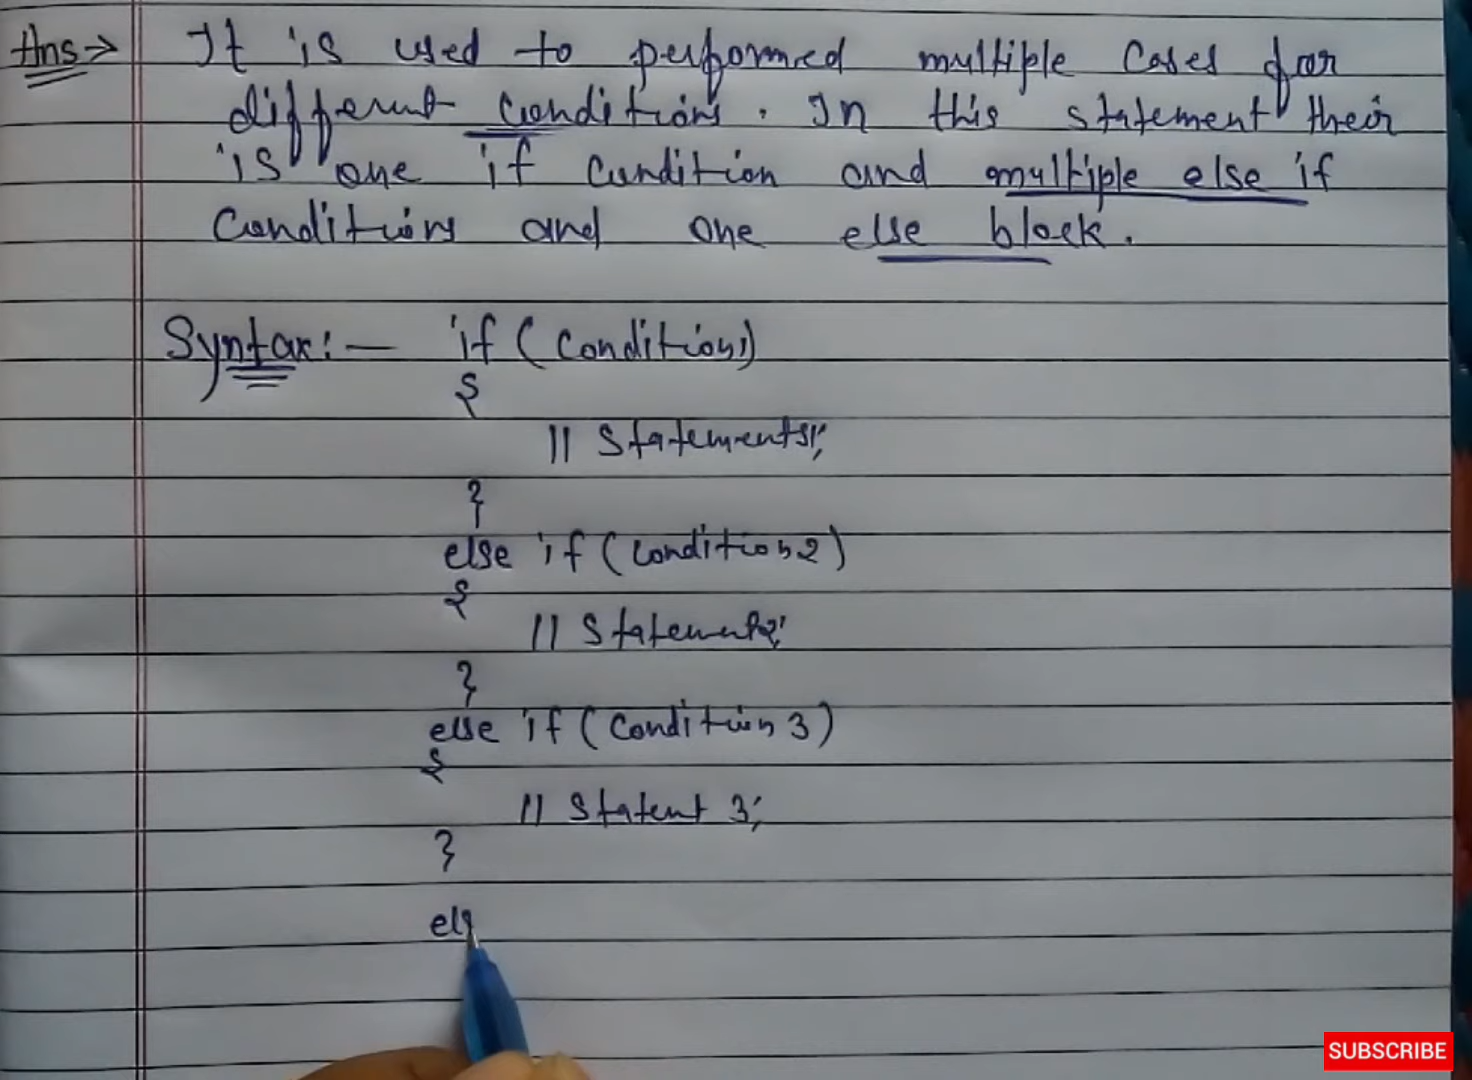 Ans→ It is used to performed multiple cases for
different conditions. In this statement their
is one if condition and multiple else if
conditions and one else block.
Syntax:— if (condition1)
{
// Statements1;
}
else if (condition2)
{
// Statement2;
}
else if (condition 3)
{
// Statent 3;
}
els
SUBSCRIBE